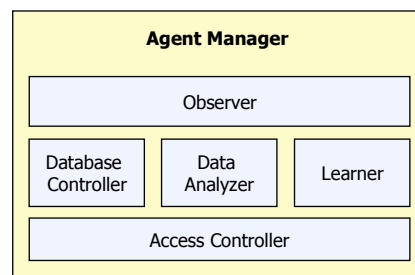 Agent Manager
Observer
Database
Controller
Data
Analyzer
Learner
Access Controller